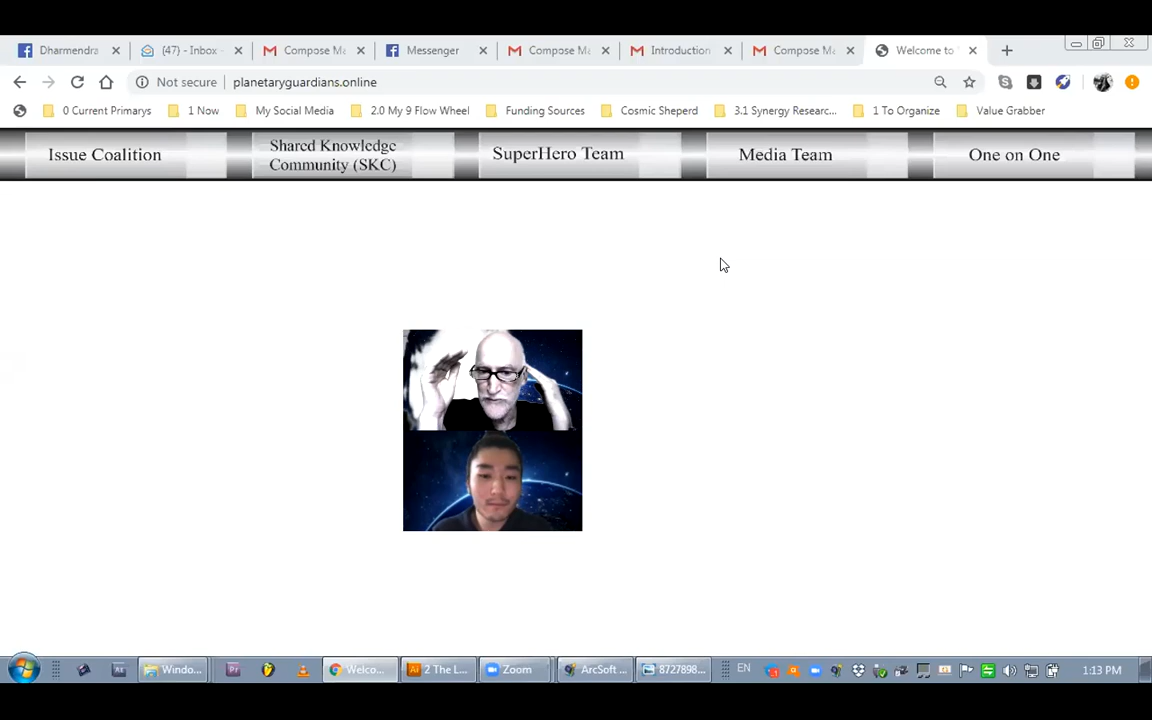 Dharmendra
(47) - Inbox
Compose Ma
Messenger
Compose Ma
Introduction
Compose Ma
Welcome to
Not secure
planetaryguardians.online
0 Current Primarys
1 Now
My Social Media
2.0 My 9 Flow Wheel
Funding Sources
Cosmic Sheperd
3.1 Synergy Researc...
1 To Organize
Value Grabber
Issue Coalition
Shared Knowledge
Community (SKC)
SuperHero Team
Media Team
One on One
Windo...
Welco...
2 The L...
Zoom
ArcSoft ...
8727898...
EN
1:13 PM